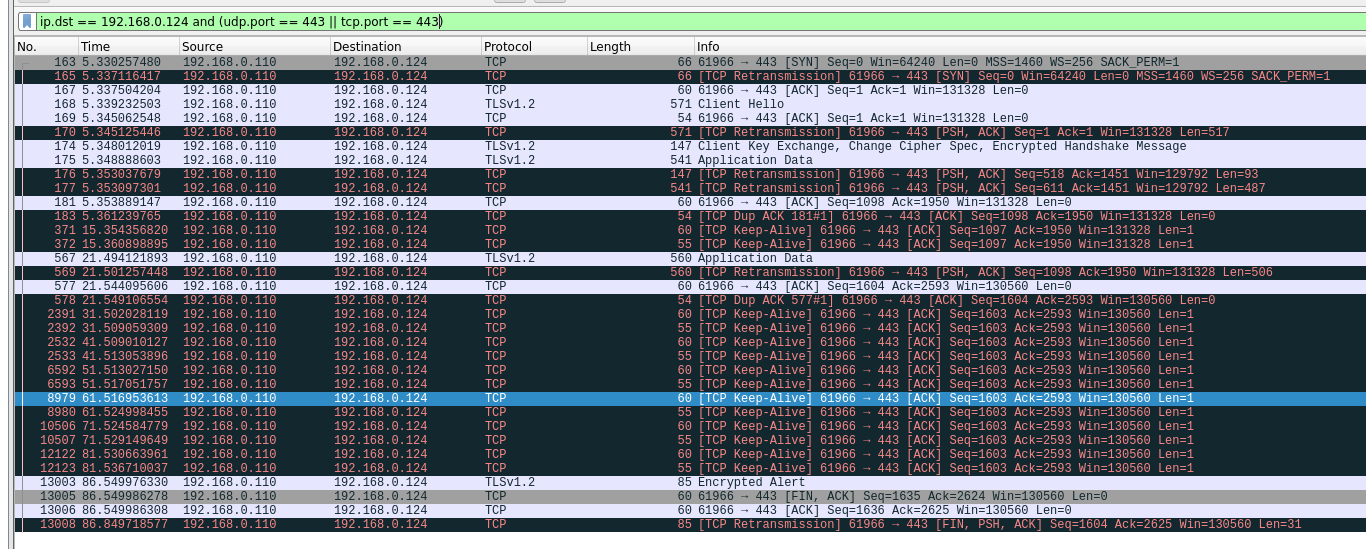 ip.dst == 192.168.0.124 and (udp.port == 443 || tcp.port == 443)
No. Time Source Destination Protocol Length Info
163 5.330257480 192.168.0.110 192.168.0.124 TCP 66 61966 → 443 [SYN] Seq=0 Win=64240 Len=0 MSS=1460 WS=256 SACK_PERM=1
165 5.337116417 192.168.0.110 192.168.0.124 TCP 66 [TCP Retransmission] 61966 → 443 [SYN] Seq=0 Win=64240 Len=0 MSS=1460 WS=256 SACK_PERM=1
167 5.337504204 192.168.0.110 192.168.0.124 TCP 60 61966 → 443 [ACK] Seq=1 Ack=1 Win=131328 Len=0
168 5.339232503 192.168.0.110 192.168.0.124 TLSv1.2 571 Client Hello
169 5.345062548 192.168.0.110 192.168.0.124 TCP 54 61966 → 443 [ACK] Seq=1 Ack=1 Win=131328 Len=0
170 5.345125446 192.168.0.110 192.168.0.124 TCP 571 [TCP Retransmission] 61966 → 443 [PSH, ACK] Seq=1 Ack=1 Win=131328 Len=517
174 5.348012019 192.168.0.110 192.168.0.124 TLSv1.2 147 Client Key Exchange, Change Cipher Spec, Encrypted Handshake Message
175 5.348888603 192.168.0.110 192.168.0.124 TLSv1.2 541 Application Data
176 5.353037679 192.168.0.110 192.168.0.124 TCP 147 [TCP Retransmission] 61966 → 443 [PSH, ACK] Seq=518 Ack=1451 Win=129792 Len=93
177 5.353097301 192.168.0.110 192.168.0.124 TCP 541 [TCP Retransmission] 61966 → 443 [PSH, ACK] Seq=611 Ack=1451 Win=129792 Len=487
181 5.353889147 192.168.0.110 192.168.0.124 TCP 60 61966 → 443 [ACK] Seq=1098 Ack=1950 Win=131328 Len=0
183 5.361239765 192.168.0.110 192.168.0.124 TCP 54 [TCP Dup ACK 181#1] 61966 → 443 [ACK] Seq=1098 Ack=1950 Win=131328 Len=0
371 15.354356820 192.168.0.110 192.168.0.124 TCP 60 [TCP Keep-Alive] 61966 → 443 [ACK] Seq=1097 Ack=1950 Win=131328 Len=1
372 15.360898895 192.168.0.110 192.168.0.124 TCP 55 [TCP Keep-Alive] 61966 → 443 [ACK] Seq=1097 Ack=1950 Win=131328 Len=1
567 21.494121893 192.168.0.110 192.168.0.124 TLSv1.2 560 Application Data
569 21.501257448 192.168.0.110 192.168.0.124 TCP 560 [TCP Retransmission] 61966 → 443 [PSH, ACK] Seq=1098 Ack=1950 Win=131328 Len=506
577 21.544095606 192.168.0.110 192.168.0.124 TCP 60 61966 → 443 [ACK] Seq=1604 Ack=2593 Win=130560 Len=0
578 21.549106554 192.168.0.110 192.168.0.124 TCP 54 [TCP Dup ACK 577#1] 61966 → 443 [ACK] Seq=1604 Ack=2593 Win=130560 Len=0
2391 31.502028119 192.168.0.110 192.168.0.124 TCP 60 [TCP Keep-Alive] 61966 → 443 [ACK] Seq=1603 Ack=2593 Win=130560 Len=1
2392 31.509059309 192.168.0.110 192.168.0.124 TCP 55 [TCP Keep-Alive] 61966 → 443 [ACK] Seq=1603 Ack=2593 Win=130560 Len=1
2532 41.509010127 192.168.0.110 192.168.0.124 TCP 60 [TCP Keep-Alive] 61966 → 443 [ACK] Seq=1603 Ack=2593 Win=130560 Len=1
2533 41.513053896 192.168.0.110 192.168.0.124 TCP 55 [TCP Keep-Alive] 61966 → 443 [ACK] Seq=1603 Ack=2593 Win=130560 Len=1
6592 51.513027150 192.168.0.110 192.168.0.124 TCP 60 [TCP Keep-Alive] 61966 → 443 [ACK] Seq=1603 Ack=2593 Win=130560 Len=1
6593 51.517051757 192.168.0.110 192.168.0.124 TCP 55 [TCP Keep-Alive] 61966 → 443 [ACK] Seq=1603 Ack=2593 Win=130560 Len=1
8979 61.516953613 192.168.0.110 192.168.0.124 TCP 60 [TCP Keep-Alive] 61966 → 443 [ACK] Seq=1603 Ack=2593 Win=130560 Len=1
8980 61.524998455 192.168.0.110 192.168.0.124 TCP 55 [TCP Keep-Alive] 61966 → 443 [ACK] Seq=1603 Ack=2593 Win=130560 Len=1
10506 71.524584779 192.168.0.110 192.168.0.124 TCP 60 [TCP Keep-Alive] 61966 → 443 [ACK] Seq=1603 Ack=2593 Win=130560 Len=1
10507 71.529149649 192.168.0.110 192.168.0.124 TCP 55 [TCP Keep-Alive] 61966 → 443 [ACK] Seq=1603 Ack=2593 Win=130560 Len=1
12122 81.530663961 192.168.0.110 192.168.0.124 TCP 60 [TCP Keep-Alive] 61966 → 443 [ACK] Seq=1603 Ack=2593 Win=130560 Len=1
12123 81.536710037 192.168.0.110 192.168.0.124 TCP 55 [TCP Keep-Alive] 61966 → 443 [ACK] Seq=1603 Ack=2593 Win=130560 Len=1
13003 86.549976330 192.168.0.110 192.168.0.124 TLSv1.2 85 Encrypted Alert
13005 86.549986278 192.168.0.110 192.168.0.124 TCP 60 61966 → 443 [FIN, ACK] Seq=1635 Ack=2624 Win=130560 Len=0
13006 86.549986308 192.168.0.110 192.168.0.124 TCP 60 61966 → 443 [ACK] Seq=1636 Ack=2625 Win=130560 Len=0
13008 86.849718577 192.168.0.110 192.168.0.124 TCP 85 [TCP Retransmission] 61966 → 443 [FIN, PSH, ACK] Seq=1604 Ack=2625 Win=130560 Len=31